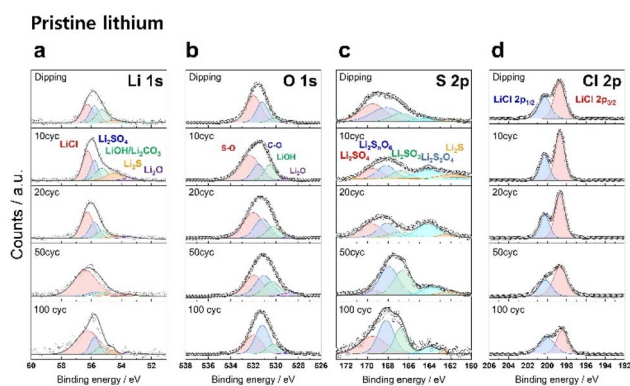 Pristine lithium
a
b
c
d
Counts / a.u.
Li 1s
Dipping
10cyc
LiCl
Li₂SO₄
LiOH/Li₂CO₃
Li₂S
Li₂O
20cyc
50cyc
100 cyc
60 58 56 54 52
Binding energy / eV
O 1s
Dipping
10cyc
S-O
C-O
LiOH
Li₂O
20cyc
50cyc
100 cyc
538 536 534 532 530 528 526
Binding energy / eV
S 2p
Dipping
10cyc
Li₂SO₄
Li₂SₙO₆
Li₂SO₃
Li₂S₂O₄
Li₂S
20cyc
50cyc
100 cyc
172 170 168 166 164 162 160
Binding energy / eV
Cl 2p
Dipping
LiCl 2p₁/₂
LiCl 2p₃/₂
10cyc
20cyc
50cyc
100 cyc
206 204 202 200 198 196 194 192
Binding energy / eV